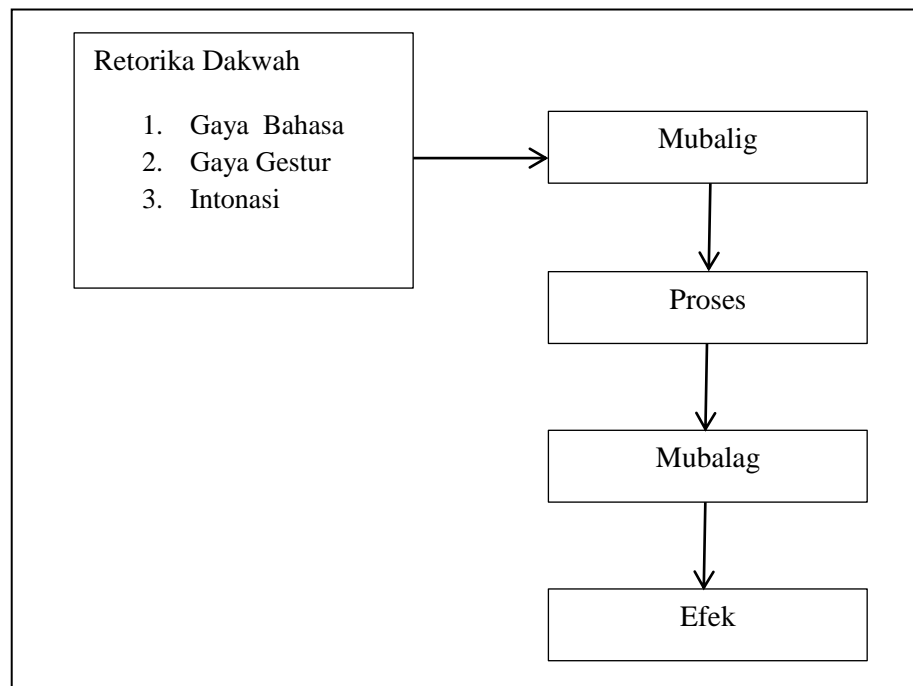 Retorika Dakwah
1. Gaya Bahasa
2. Gaya Gestur
3. Intonasi
Mubalig
Proses
Mubalag
Efek